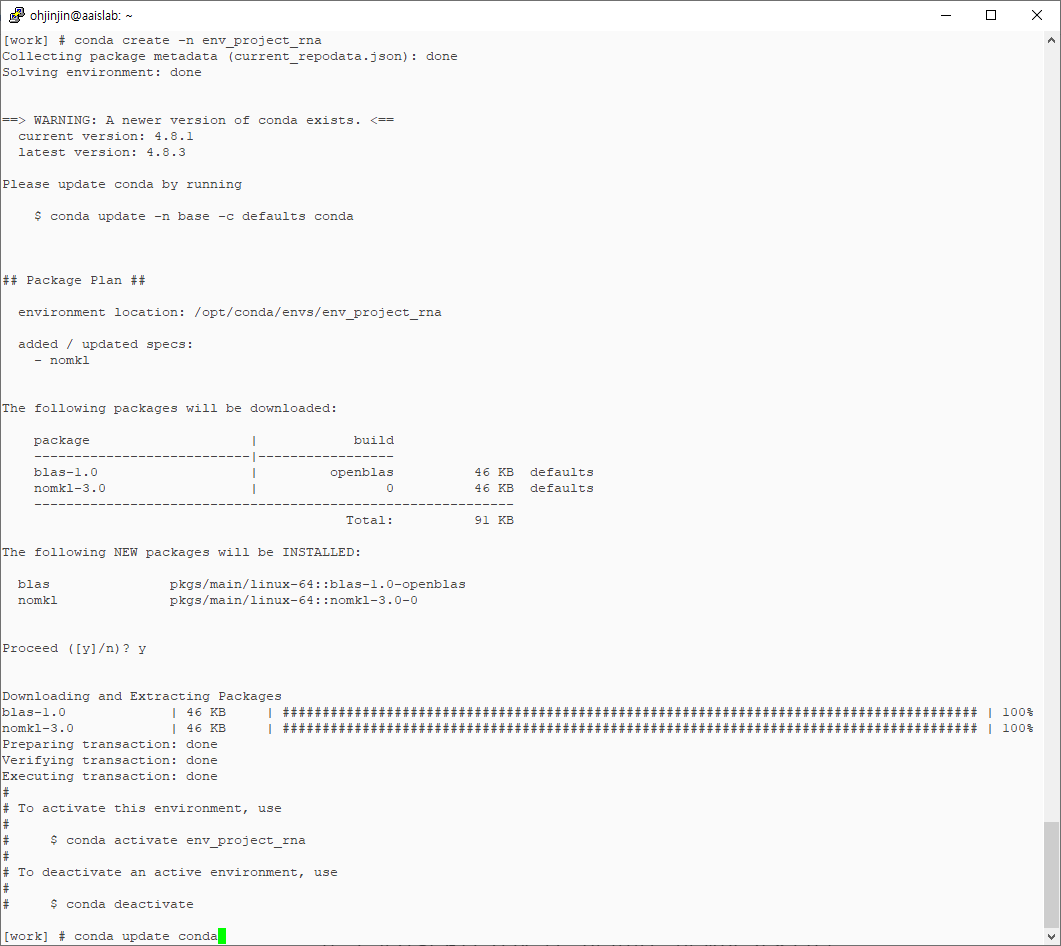 ohjinjin@aaislab: ~
[work] # conda create -n env_project_rna
Collecting package metadata (current_repodata.json): done
Solving environment: done
==> WARNING: A newer version of conda exists. <==
  current version: 4.8.1
  latest version: 4.8.3
Please update conda by running
    $ conda update -n base -c defaults conda
## Package Plan ##
  environment location: /opt/conda/envs/env_project_rna
  added / updated specs:
    - nomkl
The following packages will be downloaded:
    package                    |            build
    ---------------------------|-----------------
    blas-1.0                   |         openblas          46 KB  defaults
    nomkl-3.0                  |                0          46 KB  defaults
    ------------------------------------------------------------
                                           Total:          91 KB
The following NEW packages will be INSTALLED:
  blas               pkgs/main/linux-64::blas-1.0-openblas
  nomkl              pkgs/main/linux-64::nomkl-3.0-0
Proceed ([y]/n)? y
Downloading and Extracting Packages
blas-1.0             | 46 KB     | ####################################################################################### | 100%
nomkl-3.0            | 46 KB     | ####################################################################################### | 100%
Preparing transaction: done
Verifying transaction: done
Executing transaction: done
#
# To activate this environment, use
#
#     $ conda activate env_project_rna
#
# To deactivate an active environment, use
#
#     $ conda deactivate
[work] # conda update conda